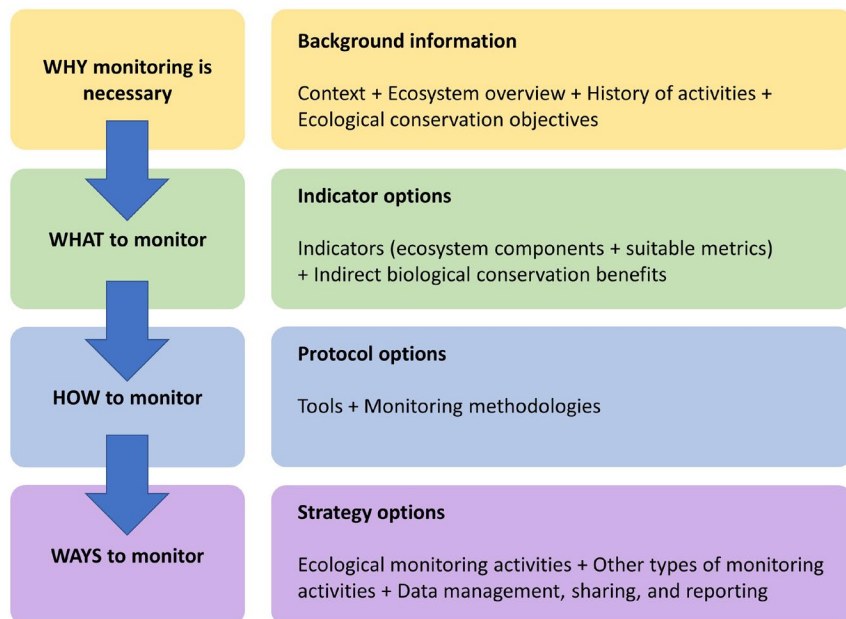 WHY monitoring is
necessary
Background information
Context + Ecosystem overview + History of activities +
Ecological conservation objectives
WHAT to monitor
Indicator options
Indicators (ecosystem components + suitable metrics)
+ Indirect biological conservation benefits
HOW to monitor
Protocol options
Tools + Monitoring methodologies
WAYS to monitor
Strategy options
Ecological monitoring activities + Other types of monitoring
activities + Data management, sharing, and reporting